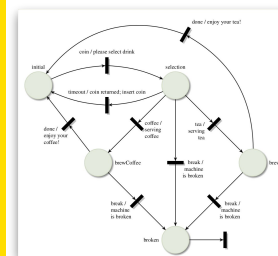 done / enjoy your tea!
coin / please select drink
initial
selection
timeout / coin returned; insert coin
done /
enjoy
your
coffee!
coffee /
serving
coffee
tea /
serving
tea
brewCoffee
break /
machine
is broken
brew
break /
machine
is broken
break /
machine
is broken
broken